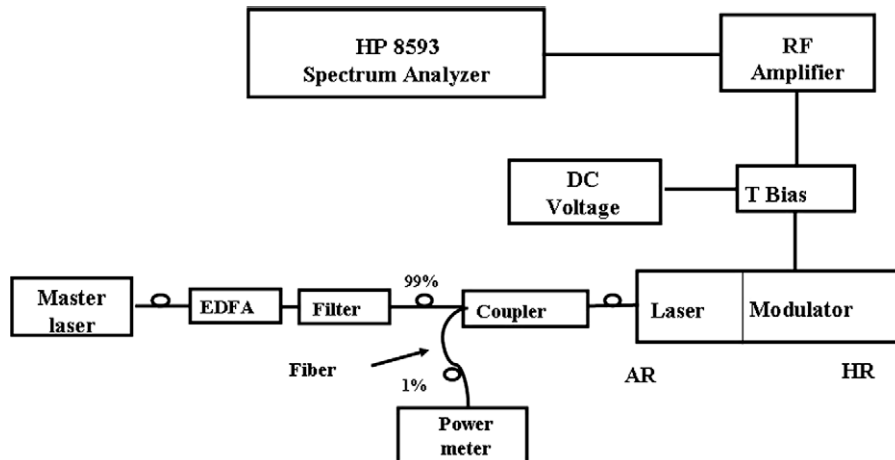 HP 8593
Spectrum Analyzer
RF
Amplifier
DC
Voltage
T Bias
Master
laser
EDFA
Filter
99%
Coupler
Laser
Modulator
Fiber
1%
AR
HR
Power
meter